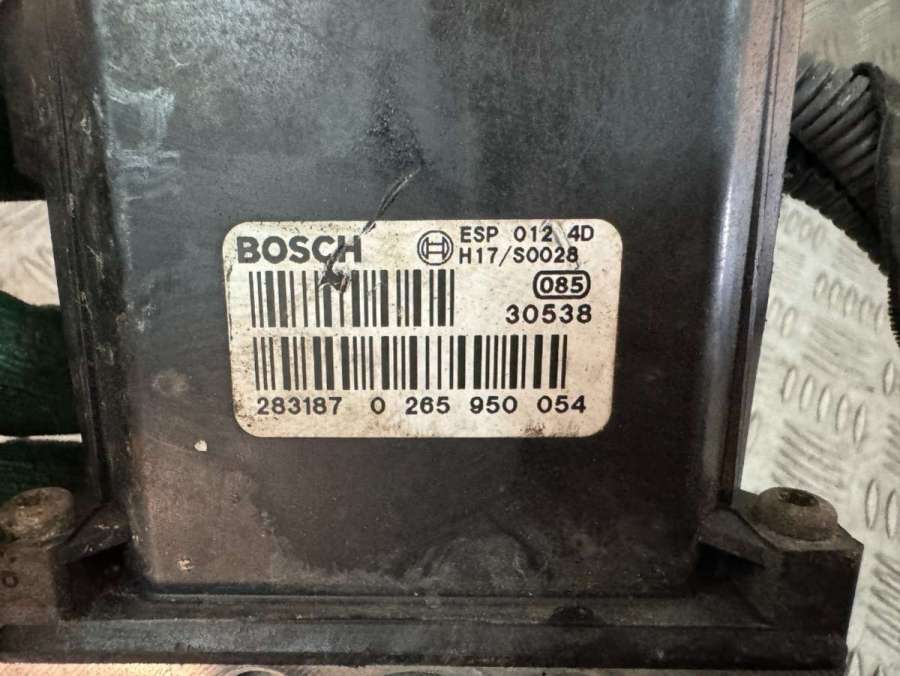 BOSCH
ESP 012 4D
H17/S0028
085
30538
283187 0 265 950 054